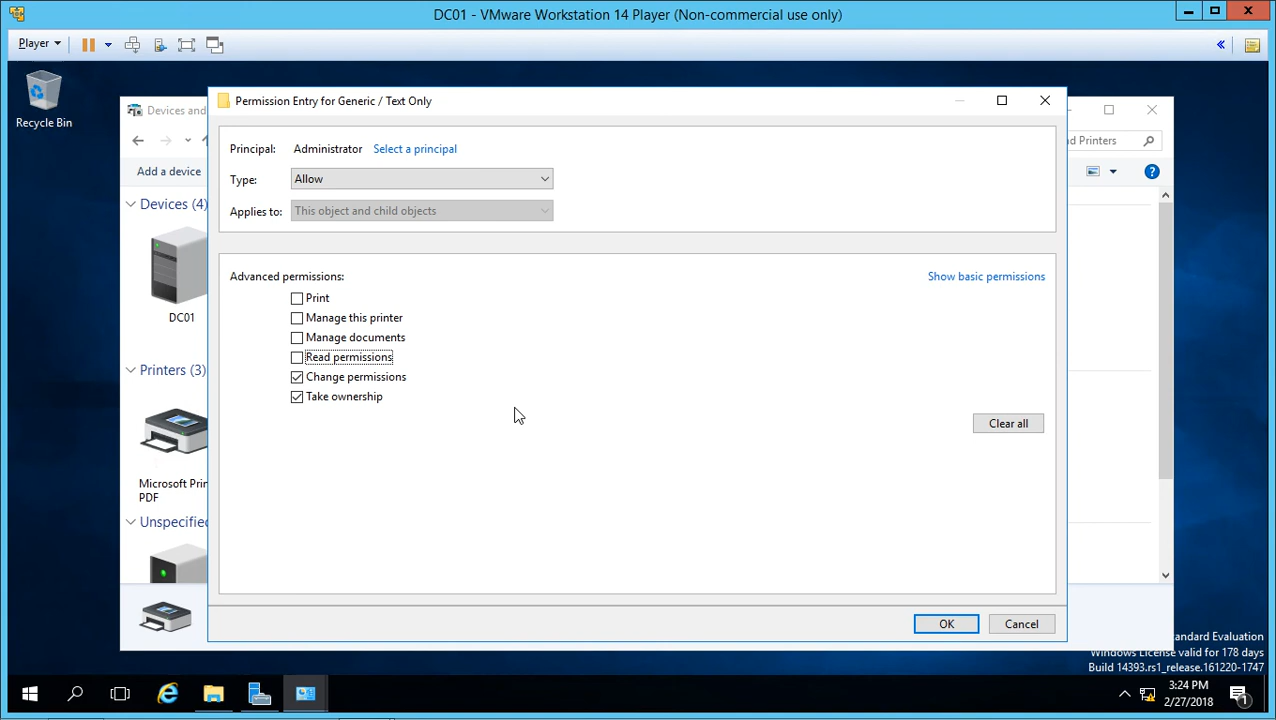 DC01 - VMware Workstation 14 Player (Non-commercial use only)
Player
Recycle Bin
Devices and
Permission Entry for Generic / Text Only
d Printers
Add a device
Principal: Administrator Select a principal
Type: Allow
Applies to: This object and child objects
Devices (4)
DC01
Advanced permissions: Show basic permissions
Print
Manage this printer
Manage documents
Read permissions
Change permissions
Take ownership
Clear all
Printers (3)
Microsoft Prin
PDF
Unspecified
OK Cancel
tandard Evaluation
Windows License valid for 178 days
Build 14393.rs1_release.161220-1747
3:24 PM
2/27/2018
1